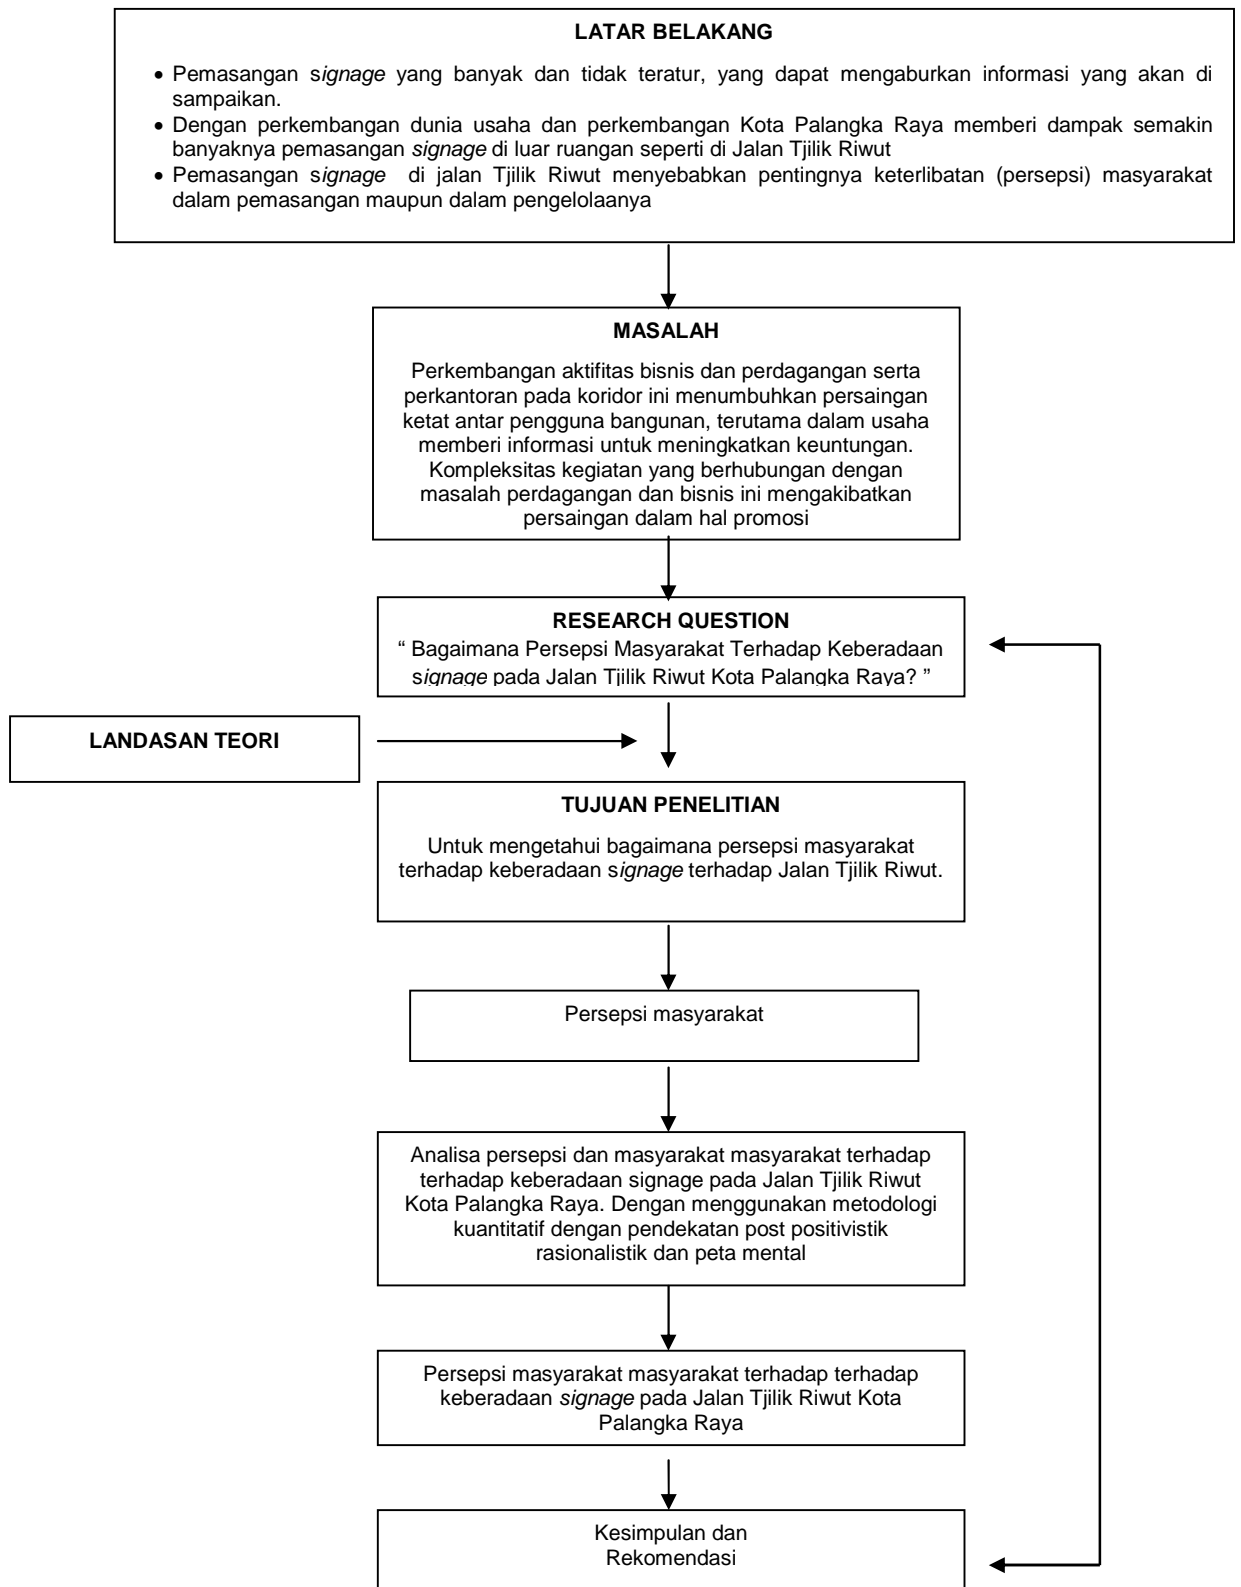 LATAR BELAKANG
• Pemasangan signage yang banyak dan tidak teratur, yang dapat mengaburkan informasi yang akan di
sampaikan.
• Dengan perkembangan dunia usaha dan perkembangan Kota Palangka Raya memberi dampak semakin
banyaknya pemasangan signage di luar ruangan seperti di Jalan Tjilik Riwut
• Pemasangan signage di jalan Tjilik Riwut menyebabkan pentingnya keterlibatan (persepsi) masyarakat
dalam pemasangan maupun dalam pengelolaanya
MASALAH
Perkembangan aktifitas bisnis dan perdagangan serta
perkantoran pada koridor ini menumbuhkan persaingan
ketat antar pengguna bangunan, terutama dalam usaha
memberi informasi untuk meningkatkan keuntungan.
Kompleksitas kegiatan yang berhubungan dengan
masalah perdagangan dan bisnis ini mengakibatkan
persaingan dalam hal promosi
RESEARCH QUESTION
“ Bagaimana Persepsi Masyarakat Terhadap Keberadaan
signage pada Jalan Tjilik Riwut Kota Palangka Raya? ”
LANDASAN TEORI
TUJUAN PENELITIAN
Untuk mengetahui bagaimana persepsi masyarakat
terhadap keberadaan signage terhadap Jalan Tjilik Riwut.
Persepsi masyarakat
Analisa persepsi dan masyarakat masyarakat terhadap
terhadap keberadaan signage pada Jalan Tjilik Riwut
Kota Palangka Raya. Dengan menggunakan metodologi
kuantitatif dengan pendekatan post positivistik
rasionalistik dan peta mental
Persepsi masyarakat masyarakat terhadap terhadap
keberadaan signage pada Jalan Tjilik Riwut Kota
Palangka Raya
Kesimpulan dan
Rekomendasi